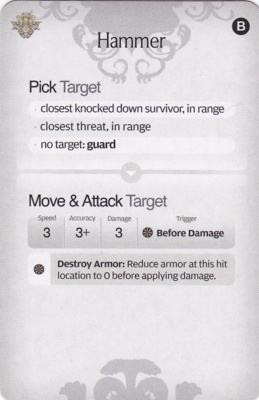 Hammer
B
Pick Target
closest knocked down survivor, in range
closest threat, in range
no target: guard
Move & Attack Target
Speed Accuracy Damage Trigger
3 3+ 3 Before Damage
Destroy Armor: Reduce armor at this hit
location to 0 before applying damage.